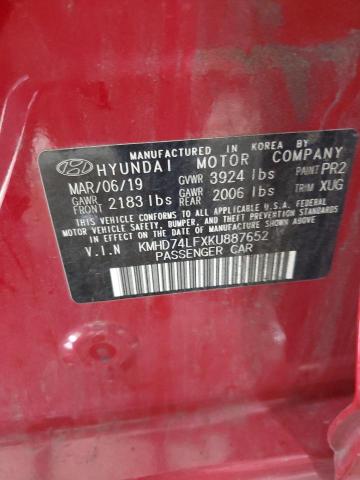 MANUFACTURED IN KOREA BY
HYUNDAI MOTOR COMPANY
MAR/06/19 GVWR 3924 lbs PAINT PR2
GAWR FRONT 2183 lbs GAWR REAR 2006 lbs TRIM XUG
THIS VEHICLE CONFORMS TO ALL APPLICABLE U.S. FEDERAL
MOTOR VEHICLE SAFETY, BUMPER, AND THEFT PREVENTION
STANDARDS IN EFFECT ON THE DATE OF MANUFACTURE SHOWN ABOVE.
V.I.N KMHD74LFXKU887652
PASSENGER CAR